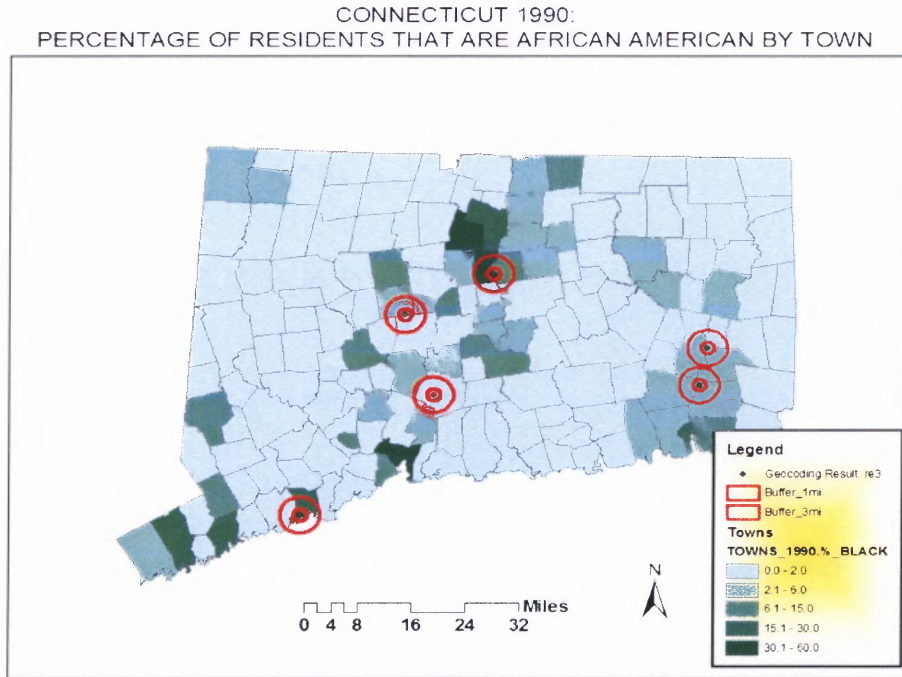 CONNECTICUT 1990:
PERCENTAGE OF RESIDENTS THAT ARE AFRICAN AMERICAN BY TOWN
Legend
Geocoding Result: re3
Buffer_1mi
Buffer_3mi
Towns
TOWNS_1990.%_BLACK
0.0 - 2.0
2.1 - 6.0
6.1 - 15.0
15.1 - 30.0
30.1 - 60.0
N
Miles
0 4 8 16 24 32